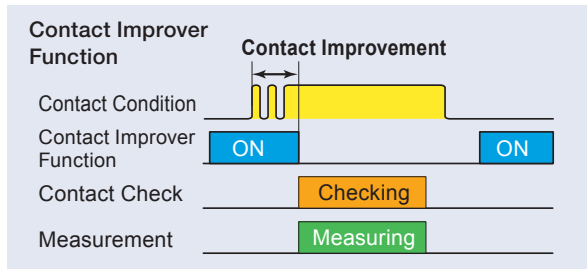 Contact Improver
Function
Contact Improvement
Contact Condition
Contact Improver
Function
ON
ON
Contact Check
Checking
Measurement
Measuring